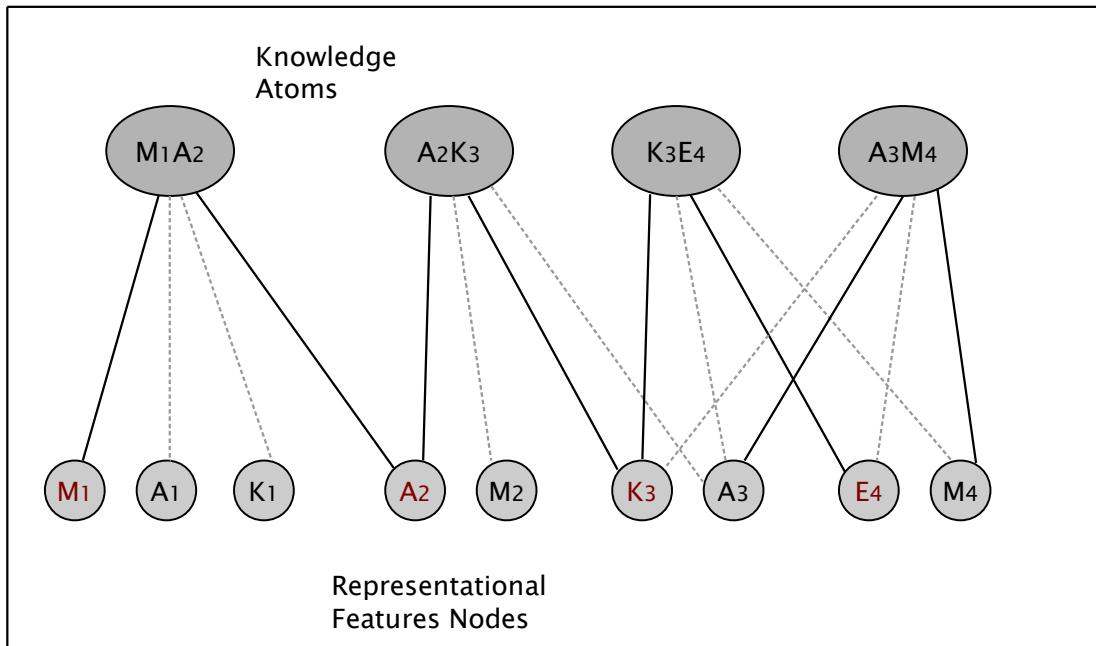 Knowledge
Atoms
M1A2
A2K3
K3E4
A3M4
M1
A1
K1
A2
M2
K3
A3
E4
M4
Representational
Features Nodes